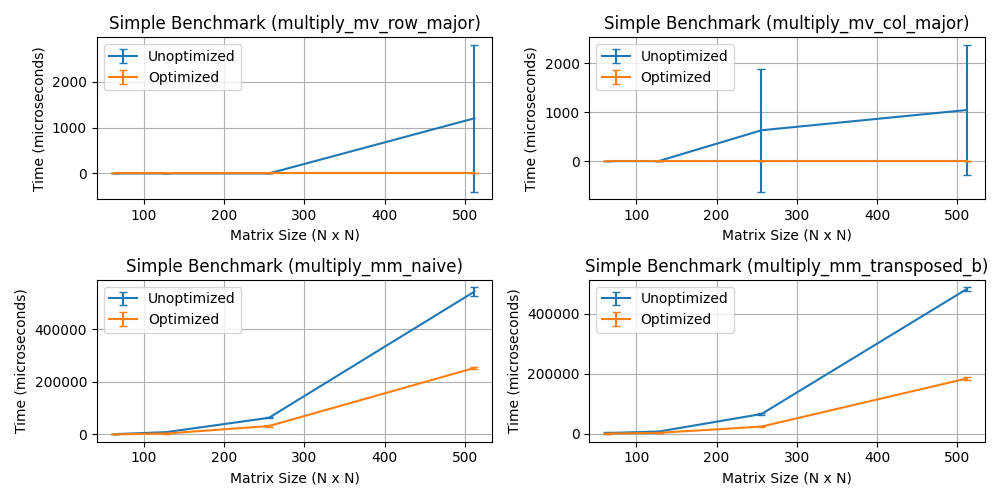 Simple Benchmark (multiply_mv_row_major)
Time (microseconds)
2000
1000
0
Unoptimized
Optimized
100 200 300 400 500
Matrix Size (N x N)
Simple Benchmark (multiply_mv_col_major)
Time (microseconds)
2000
1000
0
Unoptimized
Optimized
100 200 300 400 500
Matrix Size (N x N)
Simple Benchmark (multiply_mm_naive)
Time (microseconds)
400000
200000
0
Unoptimized
Optimized
100 200 300 400 500
Matrix Size (N x N)
Simple Benchmark (multiply_mm_transposed_b)
Time (microseconds)
400000
200000
0
Unoptimized
Optimized
100 200 300 400 500
Matrix Size (N x N)